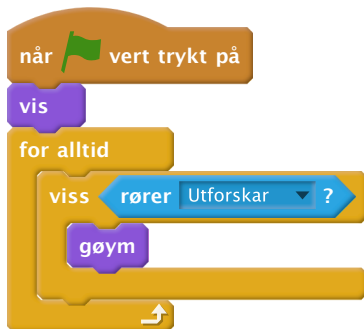 når vert trykt på
vis
for alltid
viss rører Utforskar ?
gøym